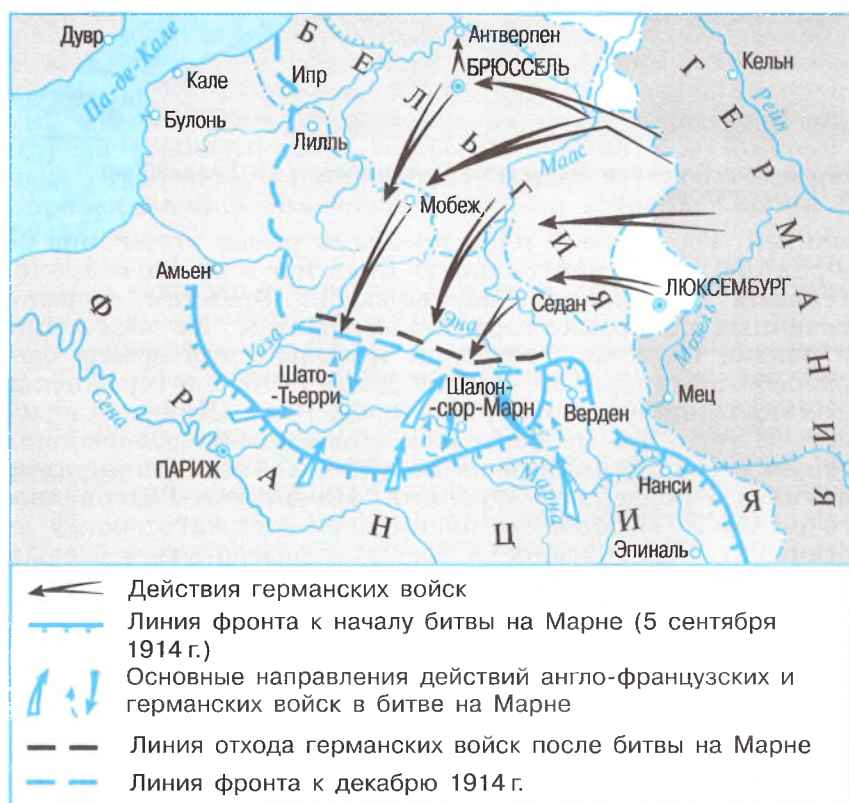 Дувр
Па-де-Кале
Кале
Булонь
Ипр
Лилль
Антверпен
БРЮССЕЛЬ
БЕЛЬГИЯ
Кельн
Рейн
ГЕРМАНИЯ
Маас
Мобеж
Амьен
Седан
ЛЮКСЕМБУРГ
Мозель
Эна
Уаза
Шато-
-Тьерри
Шалон-
-сюр-Марн
Верден
Мец
Сена
ПАРИЖ
Марна
Нанси
Эпиналь
ФРАНЦИЯ
Действия германских войск
Линия фронта к началу битвы на Марне (5 сентября
1914 г.)
Основные направления действий англо-французских и
германских войск в битве на Марне
Линия отхода германских войск после битвы на Марне
Линия фронта к декабрю 1914 г.